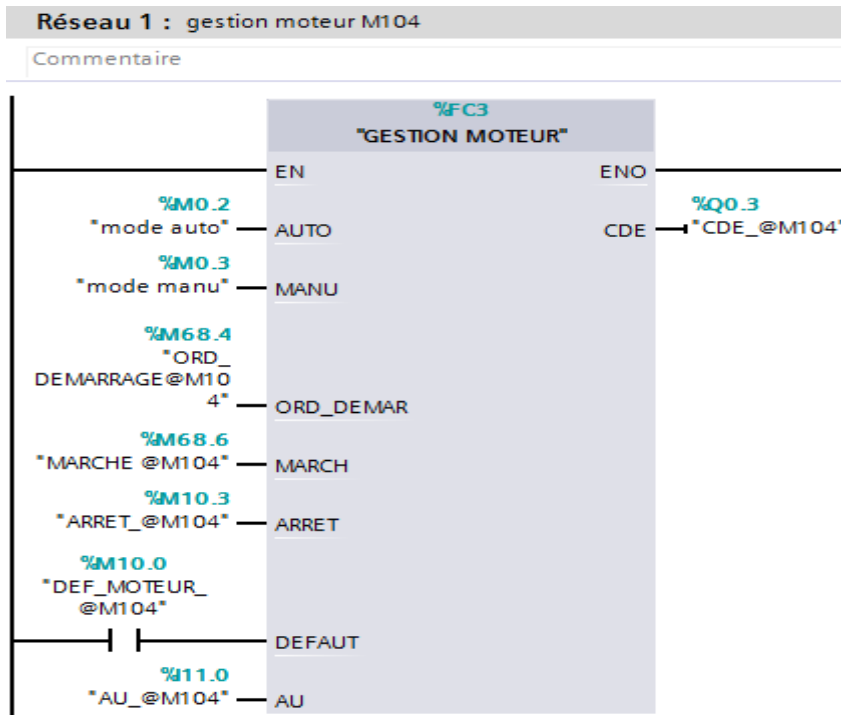 Réseau 1 : gestion moteur M104
Commentaire
%FC3
"GESTION MOTEUR"
EN ENO
%M0.2 %Q0.3
"mode auto" AUTO CDE "CDE_@M104"
%M0.3
"mode manu" MANU
%M68.4
"ORD_
DEMARRAGE@M10
4" ORD_DEMAR
%M68.6
"MARCHE @M104" MARCH
%M10.3
"ARRET_@M104" ARRET
%M10.0
"DEF_MOTEUR_
@M104"
DEFAUT
%I11.0
"AU_@M104" AU